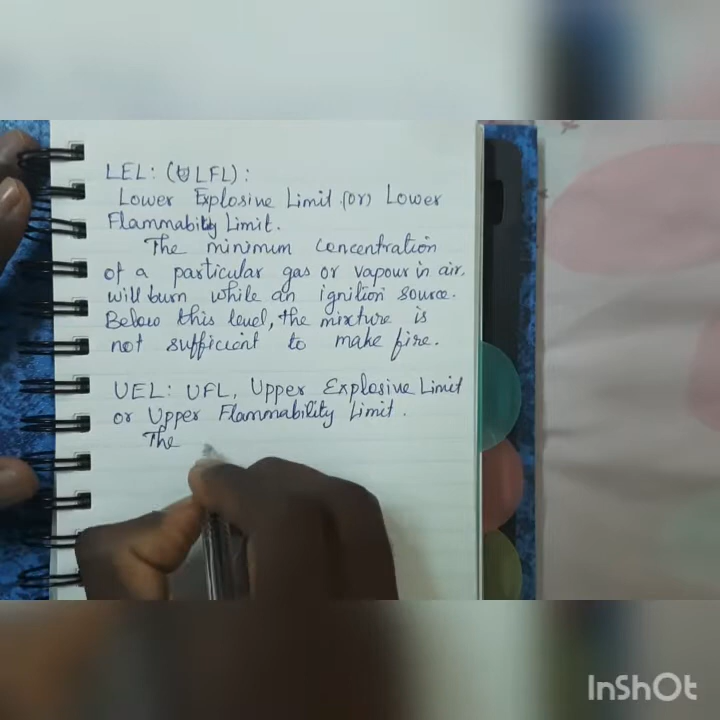 LEL: (LFL):
Lower Explosive Limit (or) Lower
Flammability Limit.
The minimum concentration
of a particular gas or vapour in air.
will burn while an ignition source.
Below this level, the mixture is
not sufficient to make fire.
UEL: UFL, Upper Explosive Limit
or Upper Flammability Limit.
The
InShOt